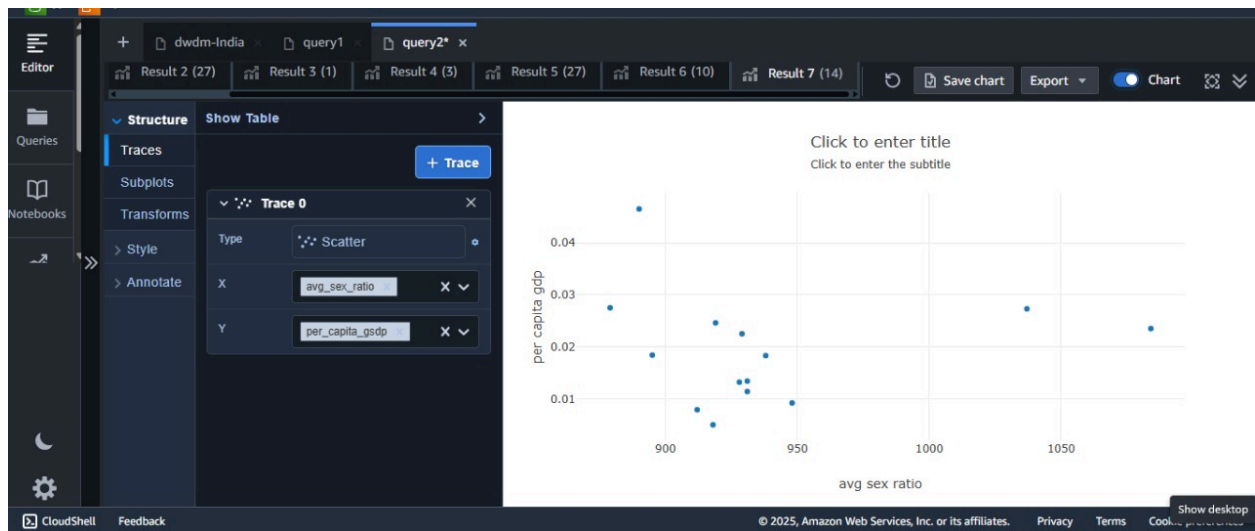 + dwdm-India × query1 × query2* ×
Editor
Result 2 (27) Result 3 (1) Result 4 (3) Result 5 (27) Result 6 (10) Result 7 (14) Save chart Export Chart
Queries
Notebooks
Structure
Traces
Subplots
Transforms
Style
Annotate
Show Table
+ Trace
Trace 0
Type Scatter
X avg_sex_ratio ×
Y per_capita_gsdp ×
Click to enter title
Click to enter the subtitle
per capita gdp
0.04
0.03
0.02
0.01
900 950 1000 1050
avg sex ratio
Show desktop
CloudShell Feedback © 2025, Amazon Web Services, Inc. or its affiliates. Privacy Terms